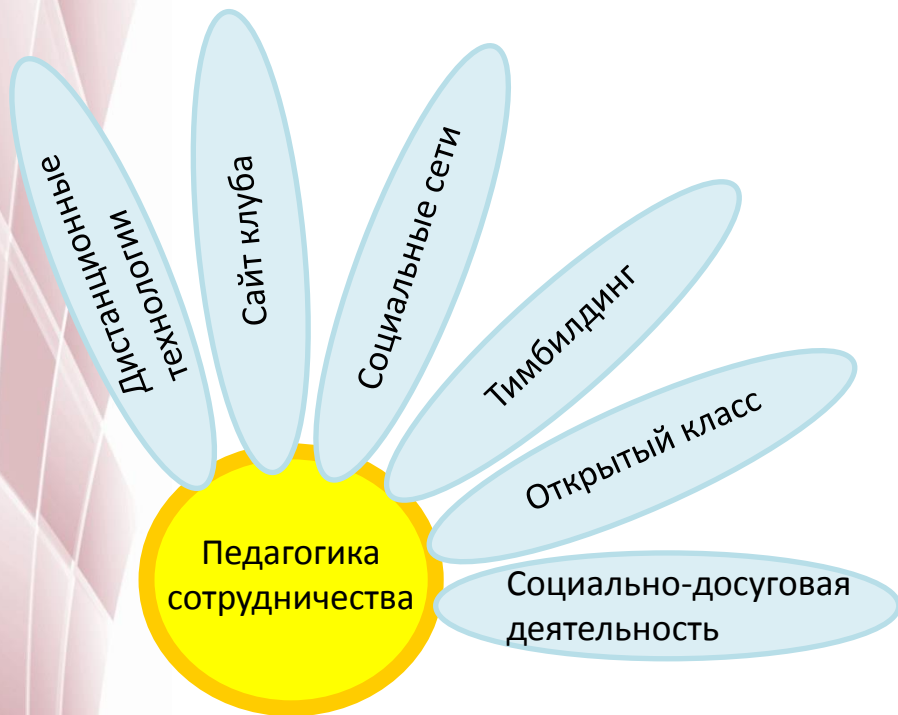 Дистанционные
технологии
Сайт клуба
Социальные сети
Тимбилдинг
Открытый класс
Социально-досуговая
деятельность
Педагогика
сотрудничества